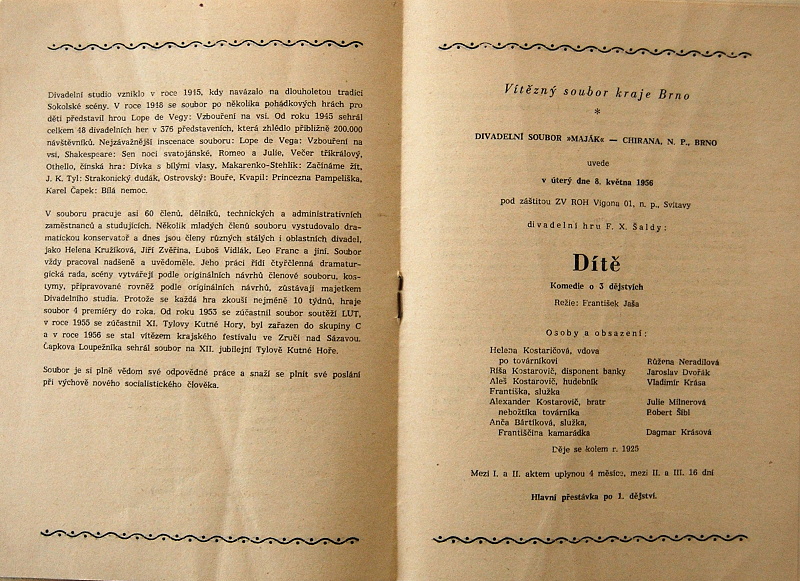 Divadelní studio vzniklo v roce 1945, kdy navázalo na dlouholetou tradici
Sokolské scény. V roce 1948 se soubor po několika pohádkových hrách pro
děti představil hrou Lope de Vegy: Vzbouření na vsi. Od roku 1945 sehrál
celkem 48 divadelních her v 376 představeních, která zhlédlo přibližně 200.000
návštěvníků. Nejzávažnější inscenace souboru: Lope de Vega: Vzbouření na
vsi, Shakespeare: Sen noci svatojánské, Romeo a Julie, Večer tříkrálový,
Othello, čínská hra: Dívka s bílými vlasy, Makarenko-Stehlík: Začínáme žít,
J. K. Tyl: Strakonický dudák, Ostrovský: Bouře, Kvapil: Princezna Pampeliška,
Karel Čapek: Bílá nemoc.
V souboru pracuje asi 60 členů, dělníků, technických a administrativních
zaměstnanců a studujících. Několik mladých členů souboru vystudovalo dra-
matickou konservatoř a dnes jsou členy různých stálých i oblastních divadel,
jako Helena Kružíková, Jiří Zvěřina, Luboš Vidlák, Leo Franc a jiní. Soubor
vždy pracoval nadšeně a uvědoměle. Jeho práci řídí čtyřčlenná dramatur-
gická rada, scény vytvářejí podle originálních návrhů členové souboru, kos-
tymy, připravované rovněž podle originálních návrhů, zůstávají majetkem
Divadelního studia. Protože se každá hra zkouší nejméně 10 týdnů, hraje
soubor 4 premiéry do roka. Od roku 1953 se zúčastnil soubor soutěží LUT,
v roce 1955 se zúčastnil XI. Tylovy Kutné Hory, byl zařazen do skupiny C
a v roce 1956 se stal vítězem krajského festivalu ve Zruči nad Sázavou.
Čapkova Loupežníka sehrál soubor na XII. jubilejní Tylově Kutné Hoře.
Soubor je si plně vědom své odpovědné práce a snaží se plnit své poslání
při výchově nového socialistického člověka.
Vítězný soubor kraje Brno
*
DIVADELNÍ SOUBOR »MAJÁK« — CHIRANA, N. P., BRNO
uvede
v úterý dne 8. května 1956
pod záštitou ZV ROH Vigona 01, n. p., Svitavy
divadelní hru F. X. Šaldy:
Dítě
Komedie o 3 dějstvích
Režie: František Jaša
Osoby a obsazení:
Helena Kostaričová, vdova
po továrníkovi Růžena Neradilová
Ríša Kostarovič, disponent banky Jaroslav Dvořák
Aleš Kostarovič, hudebník Vladimír Krása
Františka, služka
Alexander Kostarovič, bratr Julie Milnerová
nebožtíka továrníka Robert Šibl
Anča Bártíková, služka,
Františčina kamarádka Dagmar Krásová
Děje se kolem r. 1925
Mezi I. a II. aktem uplynou 4 měsíce, mezi II. a III. 16 dní
Hlavní přestávka po 1. dějství.